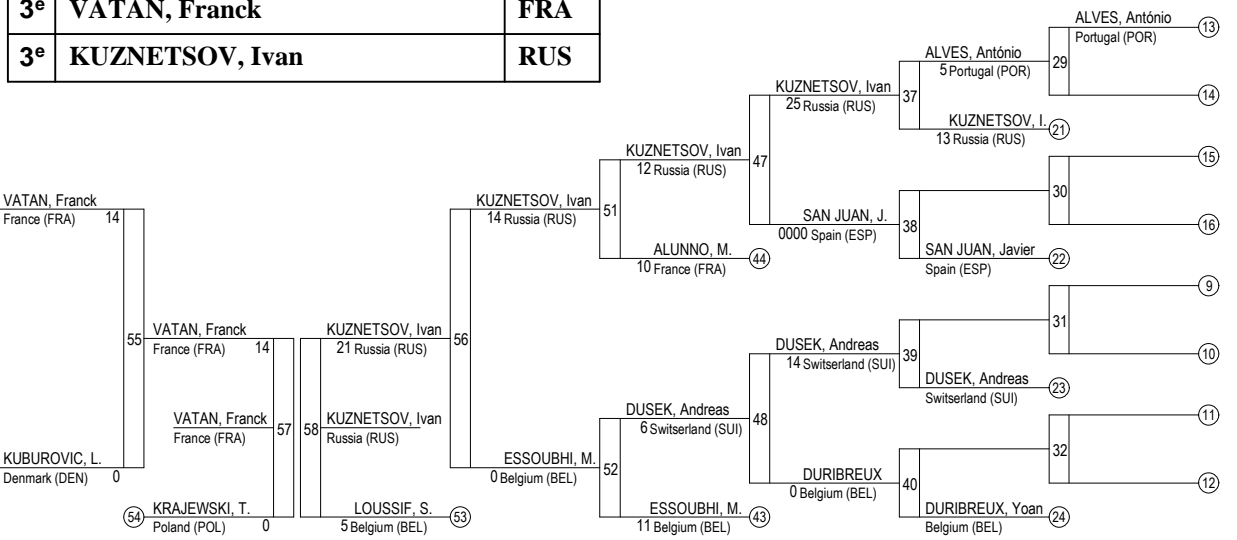 3e VATAN, Franck FRA
3e KUZNETSOV, Ivan RUS
ALVES, António
Portugal (POR)
13
29
14
ALVES, António
5 Portugal (POR)
37
KUZNETSOV, I.
13 Russia (RUS)
21
KUZNETSOV, Ivan
25 Russia (RUS)
47
15
30
16
SAN JUAN, J.
0000 Spain (ESP)
38
SAN JUAN, Javier
Spain (ESP)
22
KUZNETSOV, Ivan
12 Russia (RUS)
51
ALUNNO, M.
10 France (FRA)
44
KUZNETSOV, Ivan
14 Russia (RUS)
56
9
31
10
39
DUSEK, Andreas
Switserland (SUI)
23
DUSEK, Andreas
14 Switserland (SUI)
48
11
32
12
40
DURIBREUX
0 Belgium (BEL)
DURIBREUX, Yoan
Belgium (BEL)
24
DUSEK, Andreas
6 Switserland (SUI)
52
ESSOUBHI, M.
11 Belgium (BEL)
43
ESSOUBHI, M.
0 Belgium (BEL)
KUZNETSOV, Ivan
21 Russia (RUS)
58
KUZNETSOV, Ivan
Russia (RUS)
LOUSSIF, S.
5 Belgium (BEL)
53
VATAN, Franck
France (FRA) 14
55
KUBUROVIC, L.
Denmark (DEN) 0
VATAN, Franck
France (FRA) 14
57
VATAN, Franck
France (FRA)
54
KRAJEWSKI, T.
Poland (POL) 0